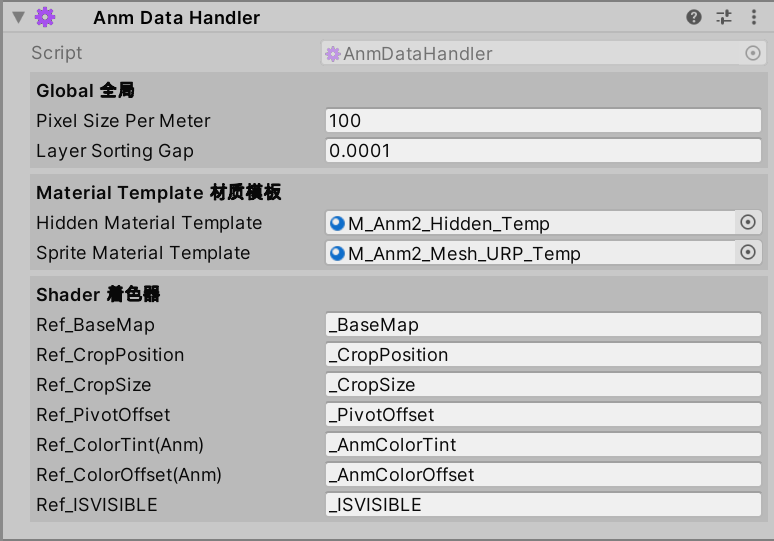 Anm Data Handler
Script AnmDataHandler
Global 全局
Pixel Size Per Meter 100
Layer Sorting Gap 0.0001
Material Template 材质模板
Hidden Material Template M_Anm2_Hidden_Temp
Sprite Material Template M_Anm2_Mesh_URP_Temp
Shader 着色器
Ref_BaseMap _BaseMap
Ref_CropPosition _CropPosition
Ref_CropSize _CropSize
Ref_PivotOffset _PivotOffset
Ref_ColorTint(Anm) _AnmColorTint
Ref_ColorOffset(Anm) _AnmColorOffset
Ref_ISVISIBLE _ISVISIBLE